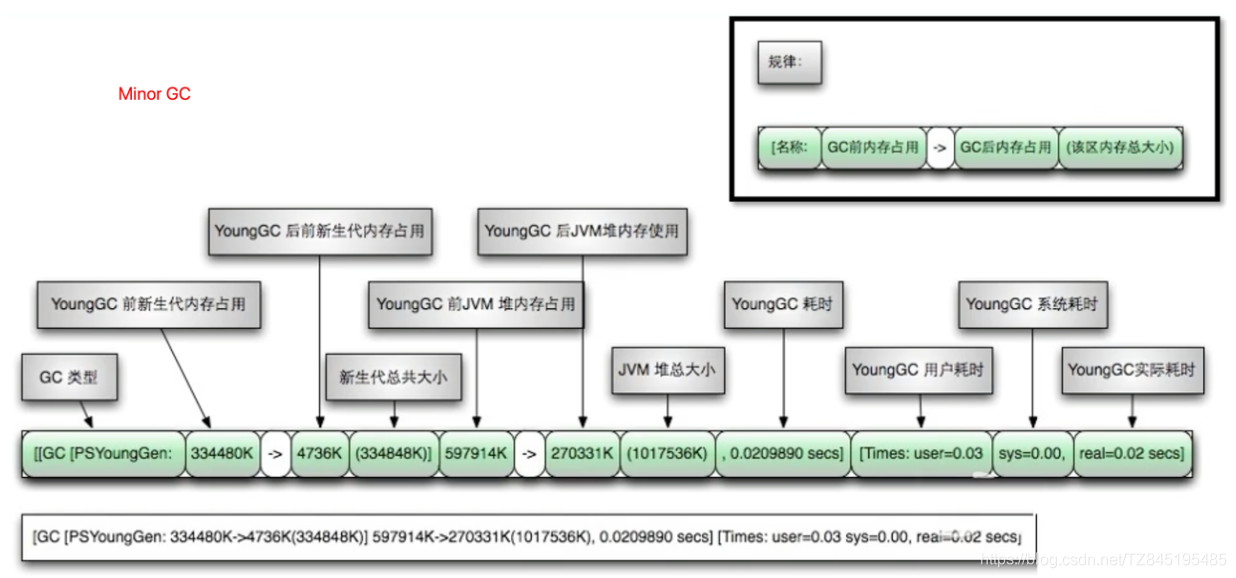 规律：
Minor GC
[名称: GC前内存占用 -> GC后内存占用 (该区内存总大小)
YoungGC 后前新生代内存占用
YoungGC 后JVM堆内存使用
YoungGC 前新生代内存占用
YoungGC 前JVM 堆内存占用
YoungGC 耗时
YoungGC 系统耗时
GC 类型
新生代总共大小
JVM 堆总大小
YoungGC 用户耗时
YoungGC实际耗时
[[GC [PSYoungGen: 334480K -> 4736K (334848K)] 597914K -> 270331K (1017536K) , 0.0209890 secs] [Times: user=0.03 sys=0.00, real=0.02 secs]
[GC [PSYoungGen: 334480K->4736K(334848K)] 597914K->270331K(1017536K), 0.0209890 secs] [Times: user=0.03 sys=0.00, real=0.02 secs]
https://blog.csdn.net/TZ845195485